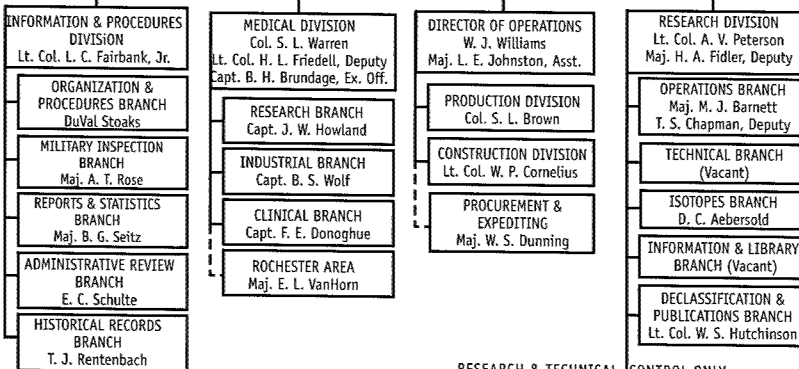 INFORMATION & PROCEDURES
DIVISION
Lt. Col. L. C. Fairbank, Jr.
ORGANIZATION &
PROCEDURES BRANCH
DuVal Stoaks
MILITARY INSPECTION
BRANCH
Maj. A. T. Rose
REPORTS & STATISTICS
BRANCH
Maj. B. G. Seitz
ADMINISTRATIVE REVIEW
BRANCH
E. C. Schulte
HISTORICAL RECORDS
BRANCH
T. J. Rentenbach
MEDICAL DIVISION
Col. S. L. Warren
Lt. Col. H. L. Friedell, Deputy
Capt. B. H. Brundage, Ex. Off.
RESEARCH BRANCH
Capt. J. W. Howland
INDUSTRIAL BRANCH
Capt. B. S. Wolf
CLINICAL BRANCH
Capt. F. E. Donoghue
ROCHESTER AREA
Maj. E. L. VanHorn
DIRECTOR OF OPERATIONS
W. J. Williams
Maj. L. E. Johnston, Asst.
PRODUCTION DIVISION
Col. S. L. Brown
CONSTRUCTION DIVISION
Lt. Col. W. P. Cornelius
PROCUREMENT &
EXPEDITING
Maj. W. S. Dunning
RESEARCH DIVISION
Lt. Col. A. V. Peterson
Maj. H. A. Fidler, Deputy
OPERATIONS BRANCH
Maj. M. J. Barnett
T. S. Chapman, Deputy
TECHNICAL BRANCH
(Vacant)
ISOTOPES BRANCH
D. C. Aebersold
INFORMATION & LIBRARY
BRANCH (Vacant)
DECLASSIFICATION &
PUBLICATIONS BRANCH
Lt. Col. W. S. Hutchinson
RESEARCH & TECHNICAL CONTROL ONLY